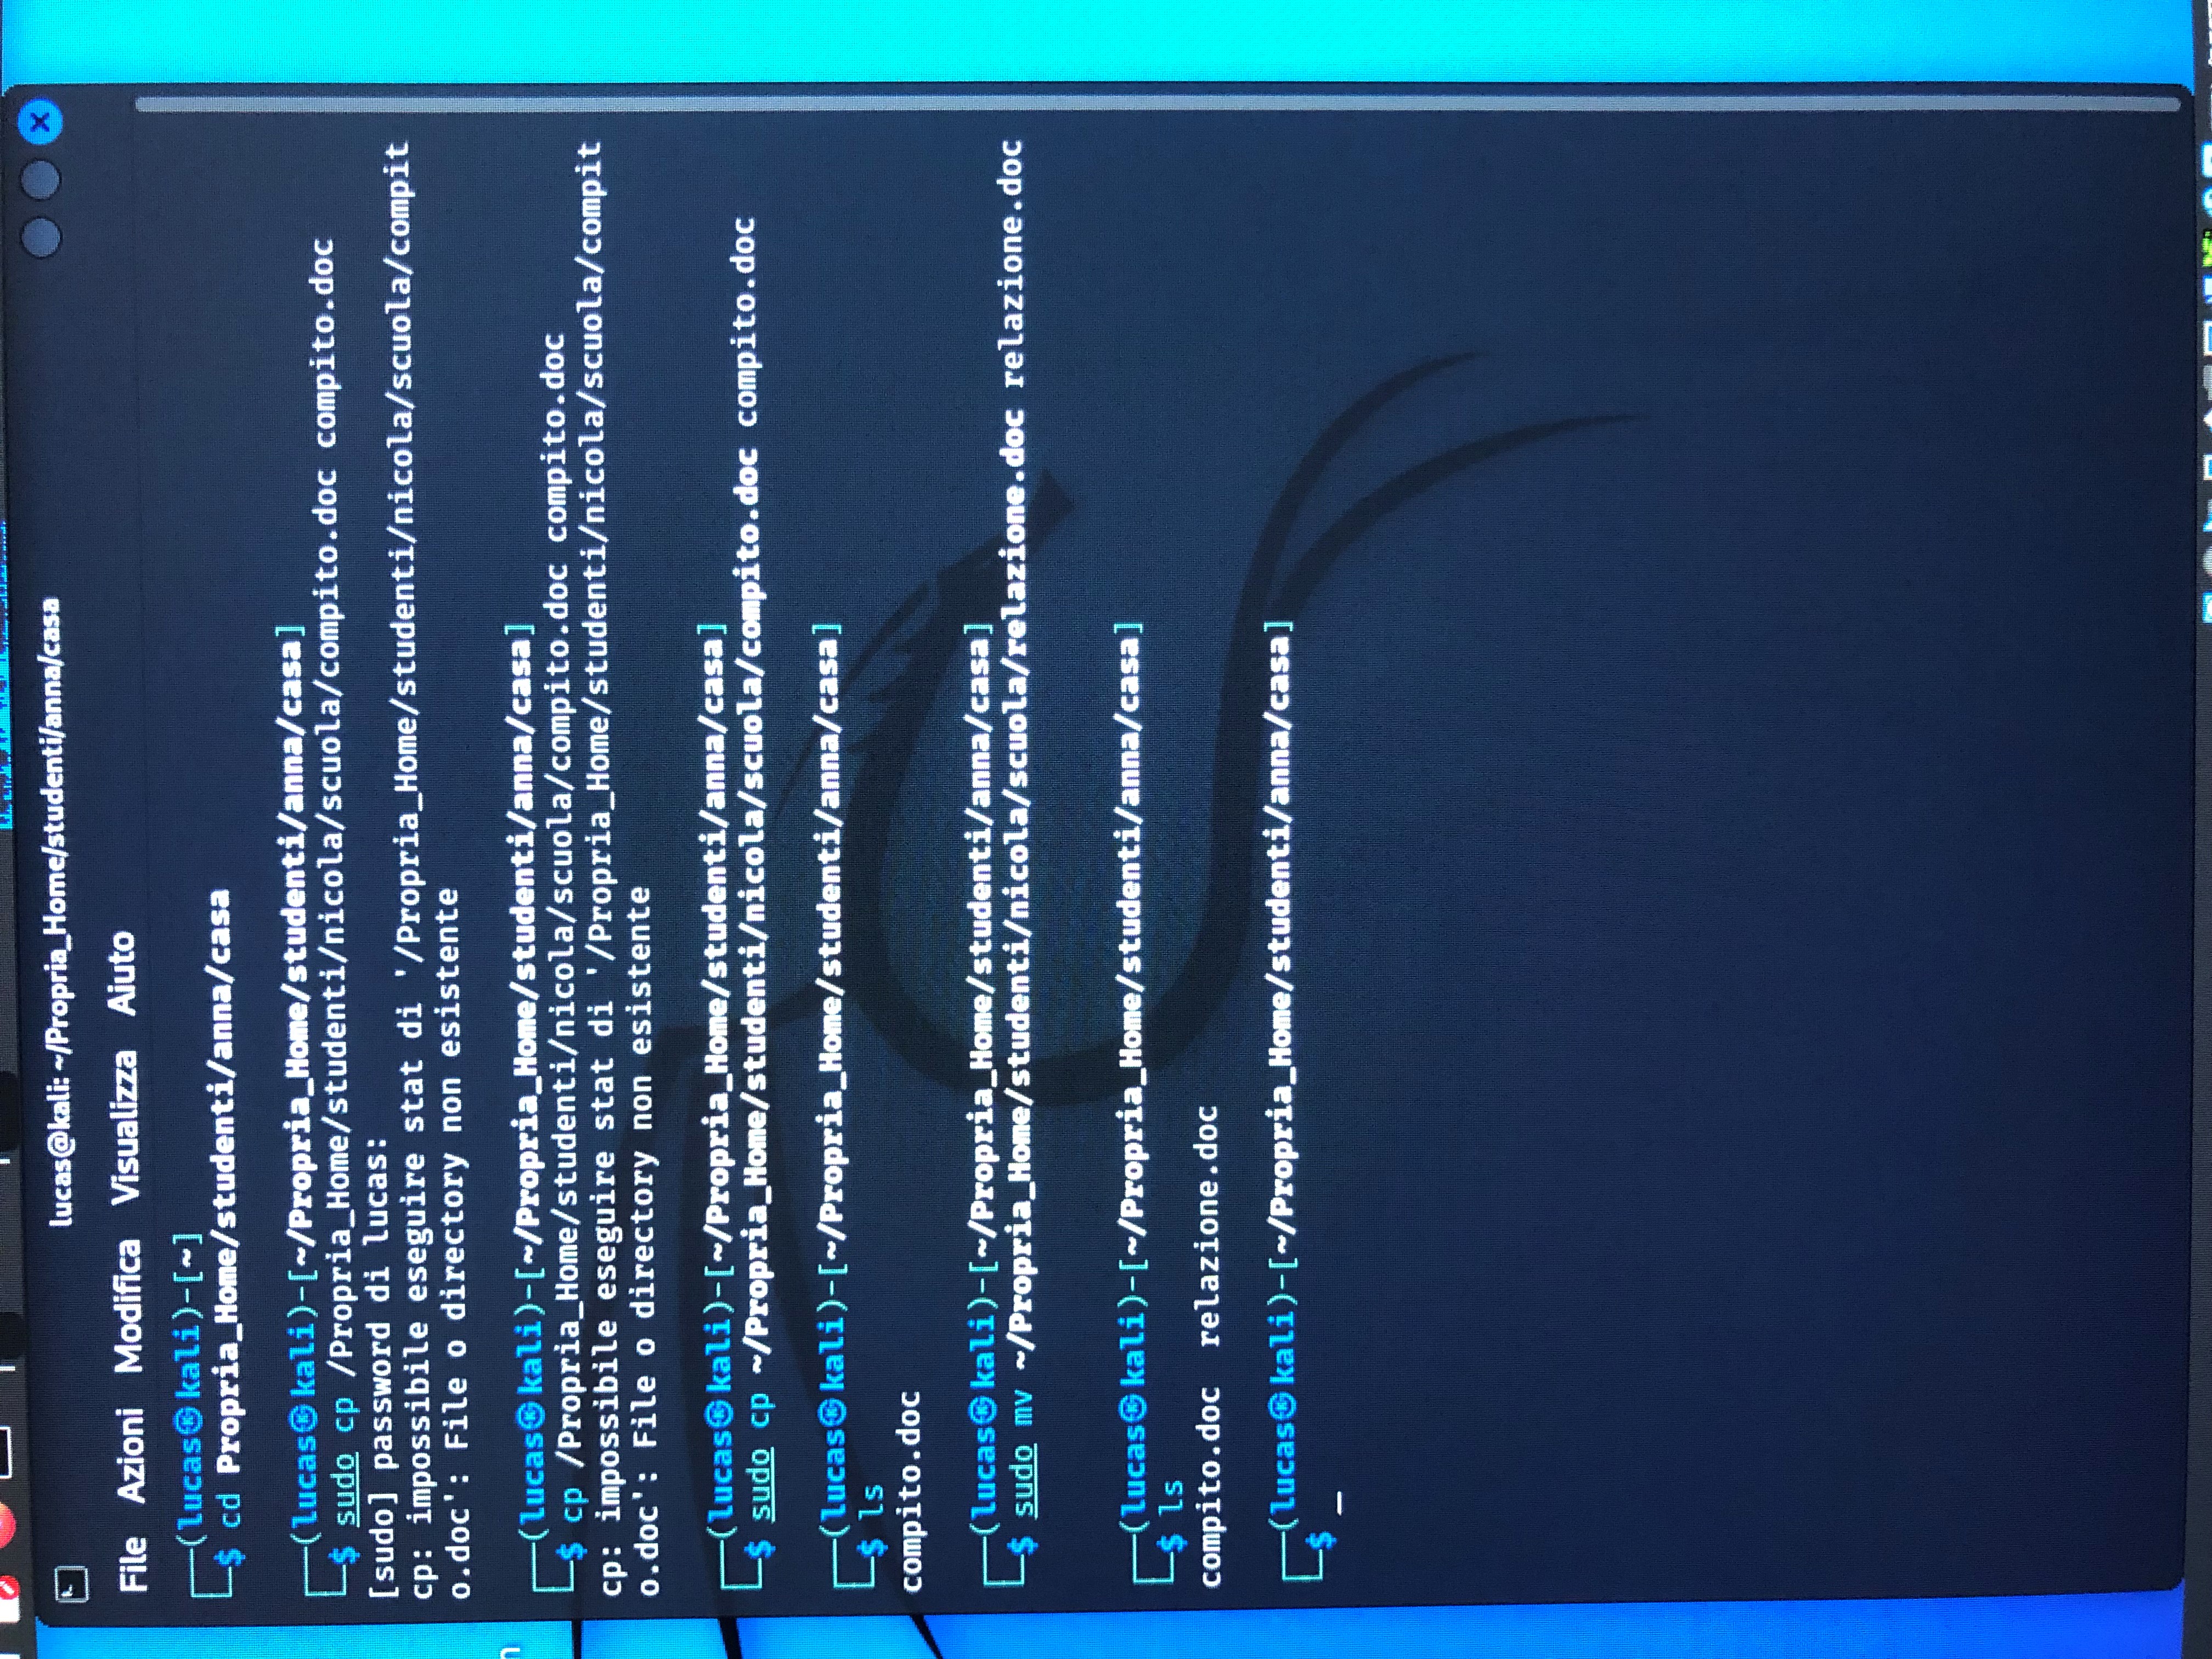 lucas@kali: ~/Propria_Home/studenti/anna/casa
File Azioni Modifica Visualizza Aiuto
┌──(lucas㉿kali)-[~]
└─$ cd Propria_Home/studenti/anna/casa
┌──(lucas㉿kali)-[~/Propria_Home/studenti/anna/casa]
└─$ sudo cp /Propria_Home/studenti/nicola/scuola/compito.doc compito.doc
[sudo] password di lucas:
cp: impossibile eseguire stat di '/Propria_Home/studenti/nicola/scuola/compit
o.doc': File o directory non esistente
┌──(lucas㉿kali)-[~/Propria_Home/studenti/anna/casa]
└─$ cp /Propria_Home/studenti/nicola/scuola/compito.doc compito.doc
cp: impossibile eseguire stat di '/Propria_Home/studenti/nicola/scuola/compit
o.doc': File o directory non esistente
┌──(lucas㉿kali)-[~/Propria_Home/studenti/anna/casa]
└─$ sudo cp ~/Propria_Home/studenti/nicola/scuola/compito.doc compito.doc
┌──(lucas㉿kali)-[~/Propria_Home/studenti/anna/casa]
└─$ ls
compito.doc
┌──(lucas㉿kali)-[~/Propria_Home/studenti/anna/casa]
└─$ sudo mv ~/Propria_Home/studenti/nicola/scuola/relazione.doc relazione.doc
┌──(lucas㉿kali)-[~/Propria_Home/studenti/anna/casa]
└─$ ls
compito.doc relazione.doc
┌──(lucas㉿kali)-[~/Propria_Home/studenti/anna/casa]
└─$ _